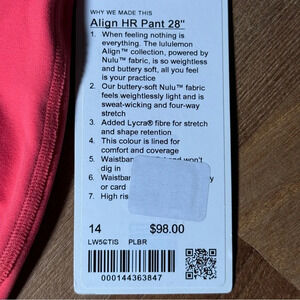 WHY WE MADE THIS
Align HR Pant 28"
1. When feeling nothing is
everything. The lululemon
Align™ collection, powered by
Nulu™ fabric, is so weightless
and buttery soft, all you feel
is your practice
2. Our buttery-soft Nulu™ fabric
feels weightlessly light and is
sweat-wicking and four-way
stretch
3. Added Lycra® fibre for stretch
and shape retention
4. This colour is lined for
comfort and coverage
5. Waistban won't
dig in
6. Waistban y
or card
7. High ris
14 $98.00
LW5GTIS PLBR
000144363847